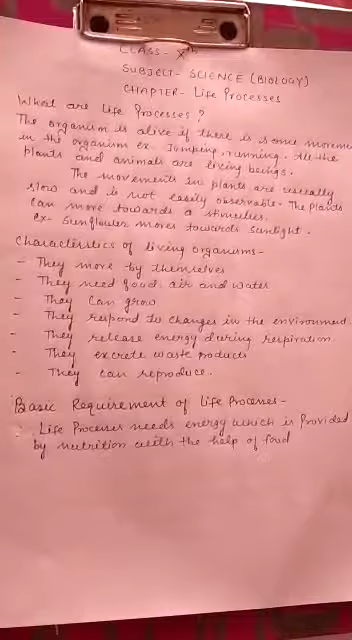 CLASS - Xth
SUBJECT - SCIENCE (BIOLOGY)
CHAPTER - Life Processes
What are Life Processes?
The organism is alive if there is some movem
in the organism ex. Jumping, running. All the
plants and animals are living beings.
The movements in plants are usually
slow and is not easily observable. The plants
can move towards a stimulus.
ex- Sunflower moves towards sunlight.
Characteristics of living organisms -
- They move by themselves
- They need food, air and water
- They can grow
- They respond to changes in the environment
- They release energy during respiration
- They excrete waste products
- They can reproduce.
Basic Requirement of Life Processes -
Life Processes needs energy which is Provided
by nutrition with the help of food